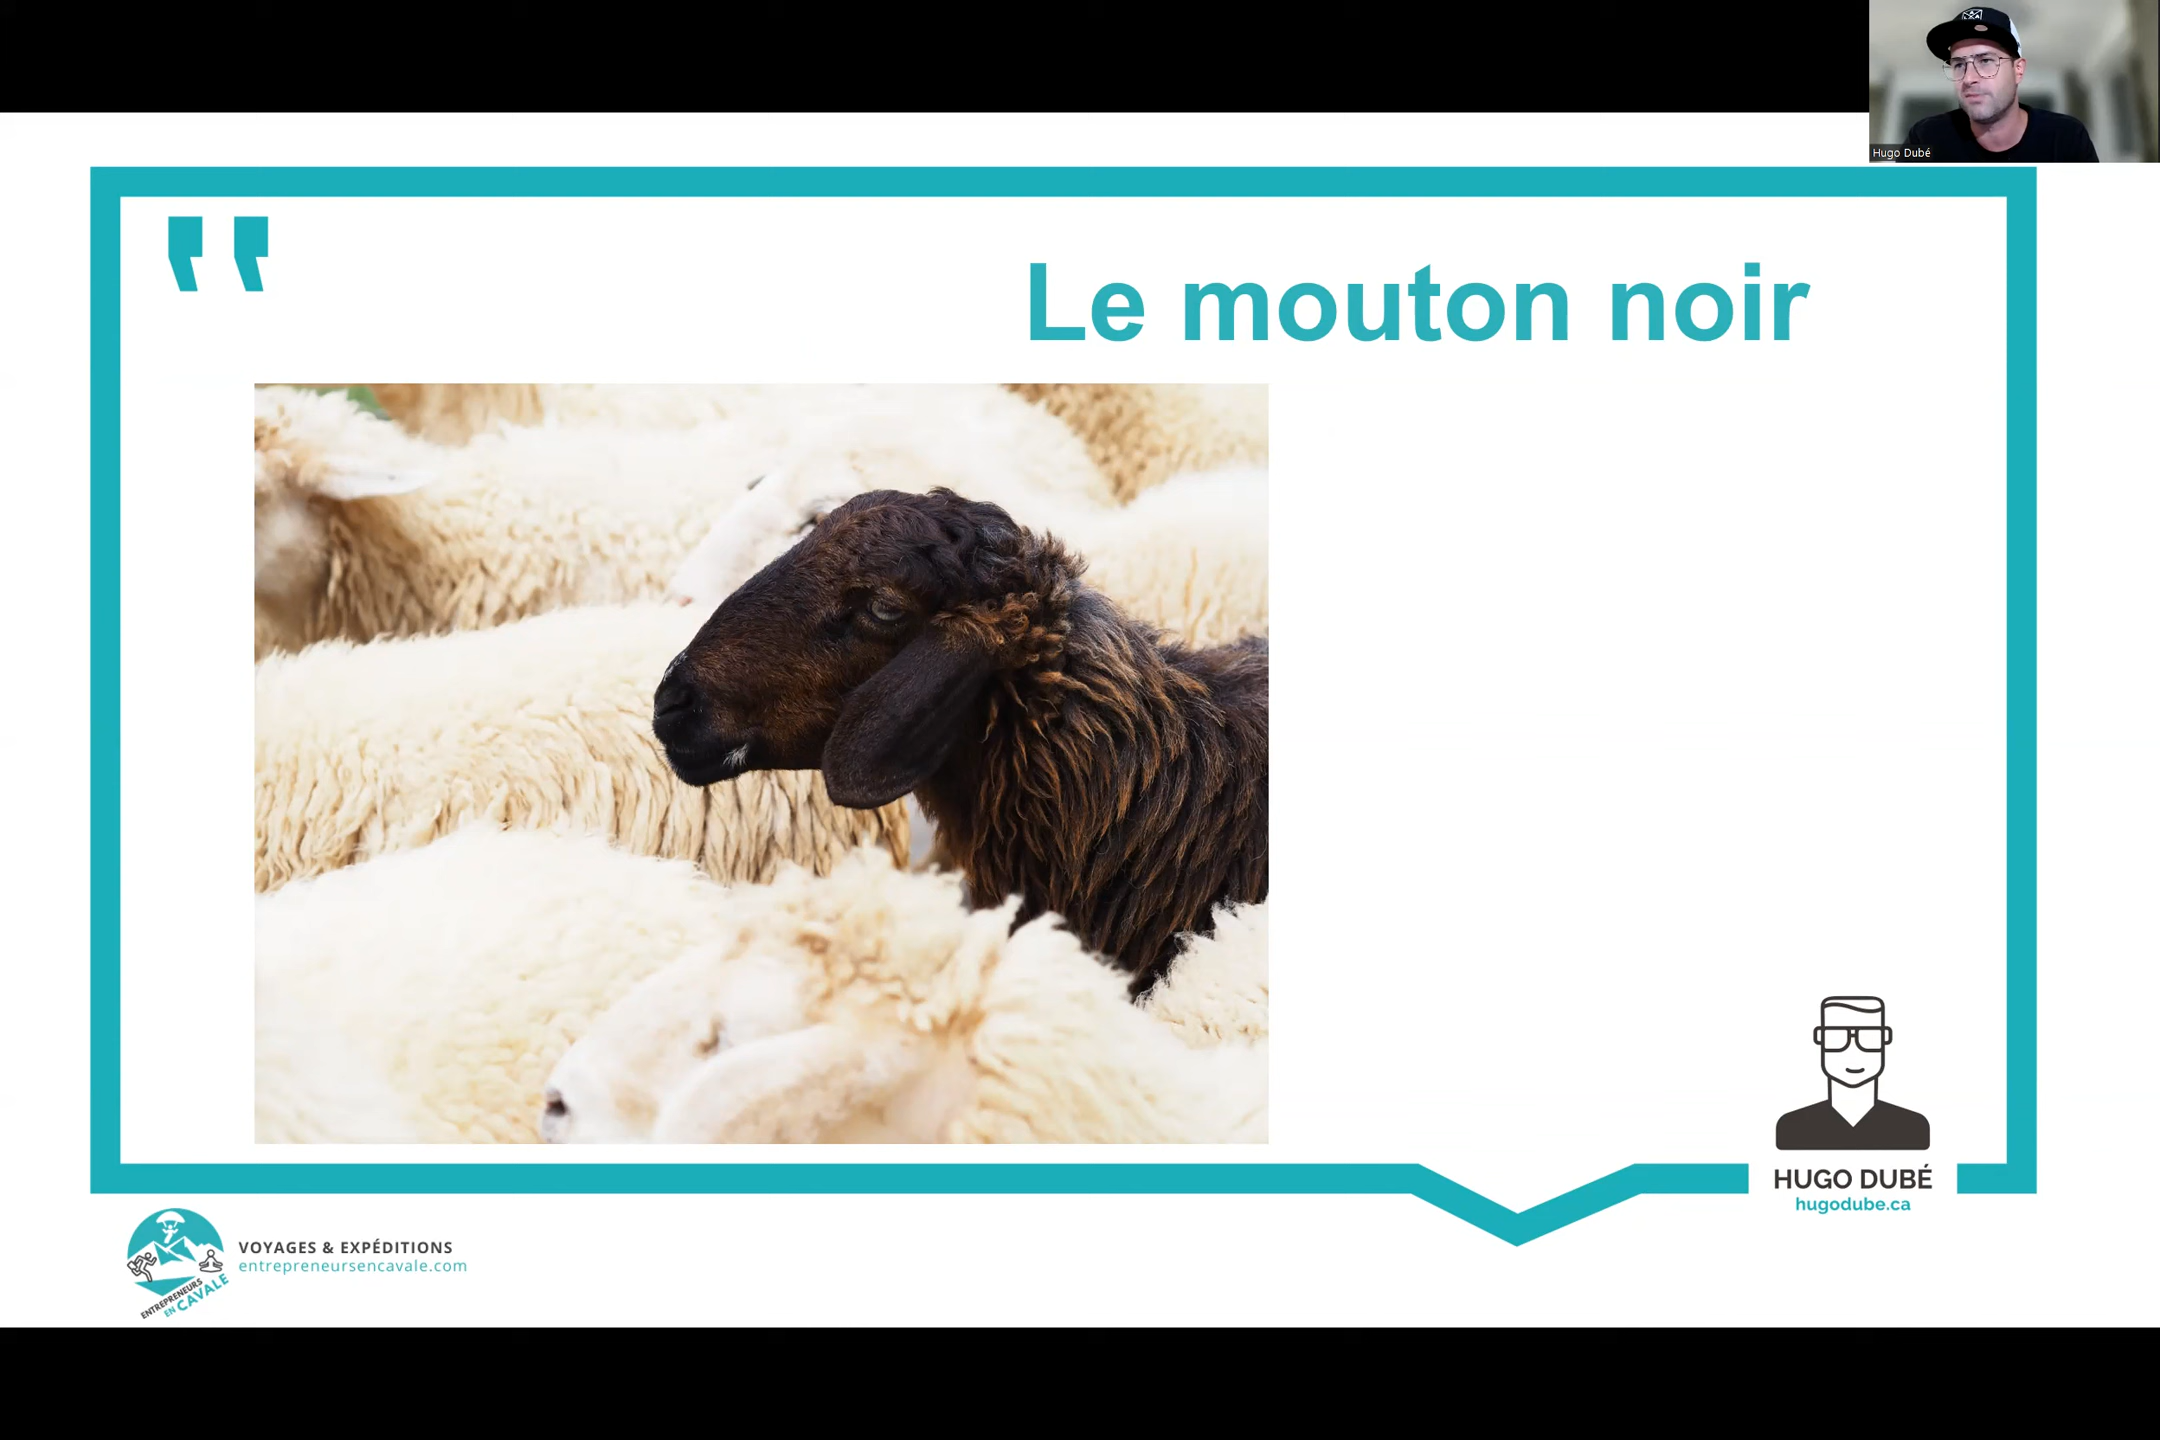 Hugo Dubé
Le mouton noir
HUGO DUBÉ
hugodube.ca
VOYAGES & EXPÉDITIONS
entrepreneursencavale.com
ENTREPRENEURS
EN CAVALE